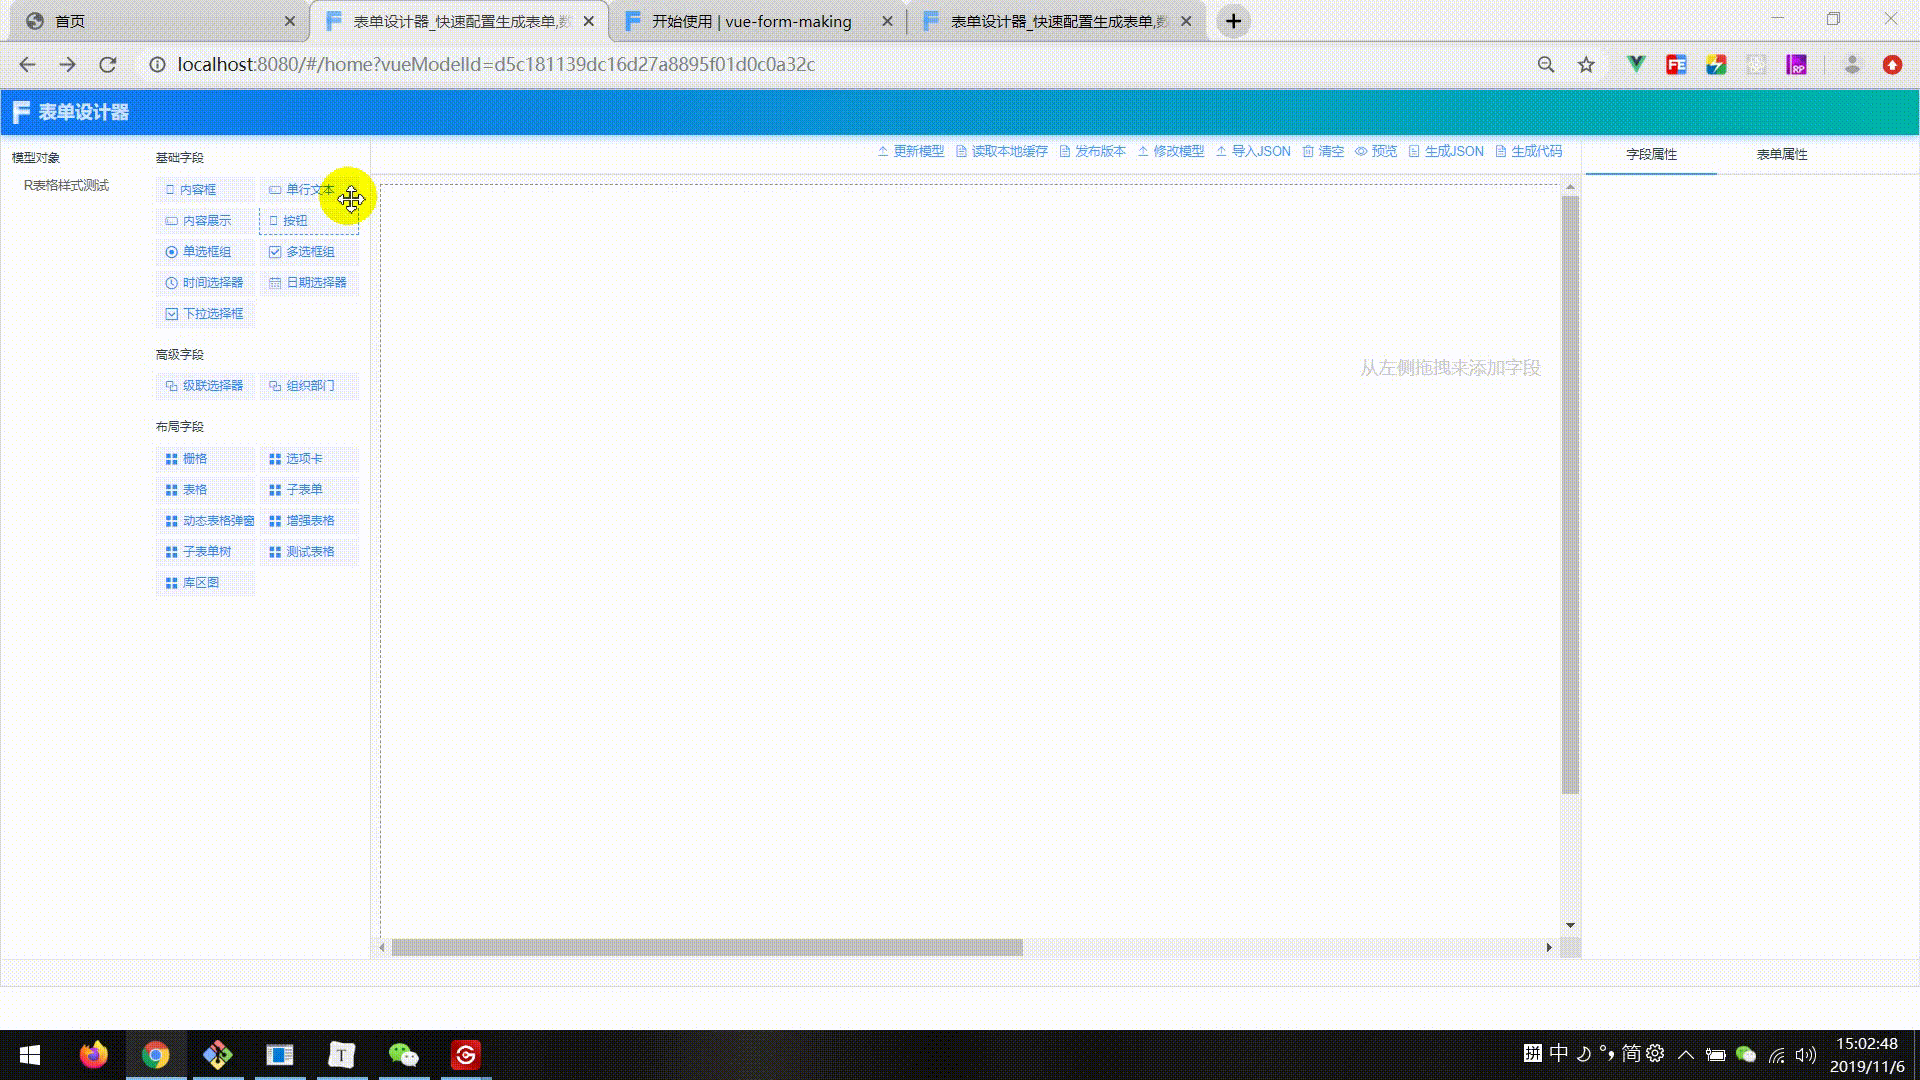 首页
表单设计器_快速配置生成表单,数
开始使用 | vue-form-making
表单设计器_快速配置生成表单,数
localhost:8080/#/home?vueModelId=d5c181139dc16d27a8895f01d0c0a32c
表单设计器
模型对象
R表格样式测试
基础字段
内容框
单行文本
内容展示
按钮
单选框组
多选框组
时间选择器
日期选择器
下拉选择框
高级字段
级联选择器
组织部门
布局字段
栅格
选项卡
表格
子表单
动态表格弹窗
增强表格
子表单树
测试表格
库区图
更新模型 读取本地缓存 发布版本 修改模型 导入JSON 清空 预览 生成JSON 生成代码
从左侧拖拽来添加字段
字段属性
表单属性
FE
RP
T
拼 中 简
15:02:48
2019/11/6